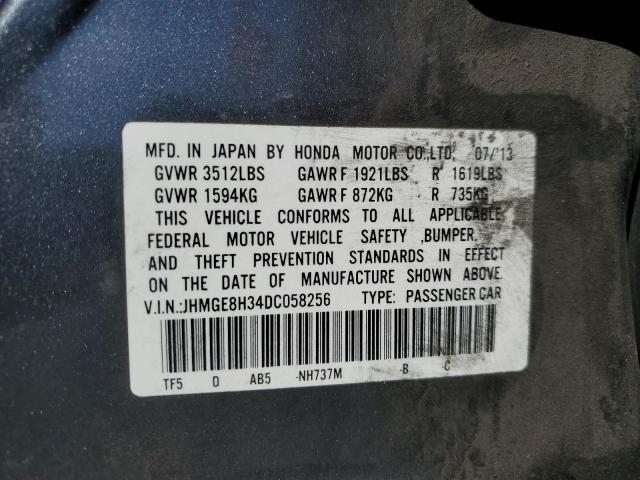 MFD. IN JAPAN BY HONDA MOTOR CO.,LTD. 07/'13
GVWR 3512LBS GAWR F 1921LBS R 1619LBS
GVWR 1594KG GAWR F 872KG R 735KG
THIS VEHICLE CONFORMS TO ALL APPLICABLE
FEDERAL MOTOR VEHICLE SAFETY ,BUMPER,
AND THEFT PREVENTION STANDARDS IN EFFECT
ON THE DATE OF MANUFACTURE SHOWN ABOVE.
V.I.N.:JHMGE8H34DC058256 TYPE: PASSENGER CAR
TF5 D AB5 -NH737M -B C